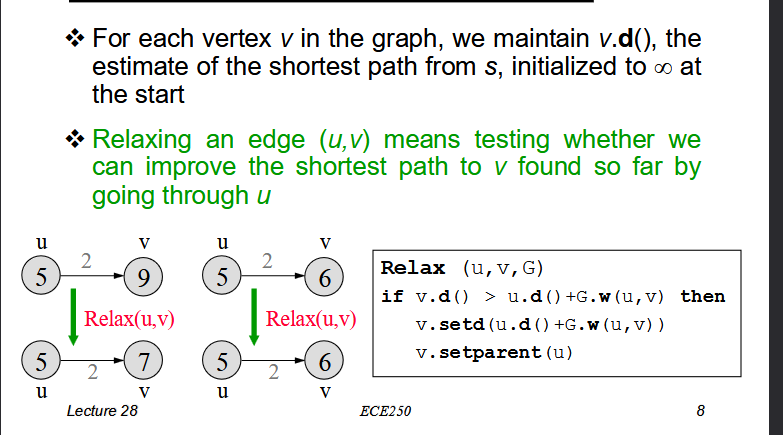 ❖ For each vertex v in the graph, we maintain v.d(), the
estimate of the shortest path from s, initialized to ∞ at
the start
❖ Relaxing an edge (u,v) means testing whether we
can improve the shortest path to v found so far by
going through u
u v u v
2 2
5 9 5 6
Relax(u,v) Relax(u,v)
5 7 5 6
2 2
u v u v
Relax (u,v,G)
if v.d() > u.d()+G.w(u,v) then
v.setd(u.d()+G.w(u,v))
v.setparent(u)
Lecture 28 ECE250 8